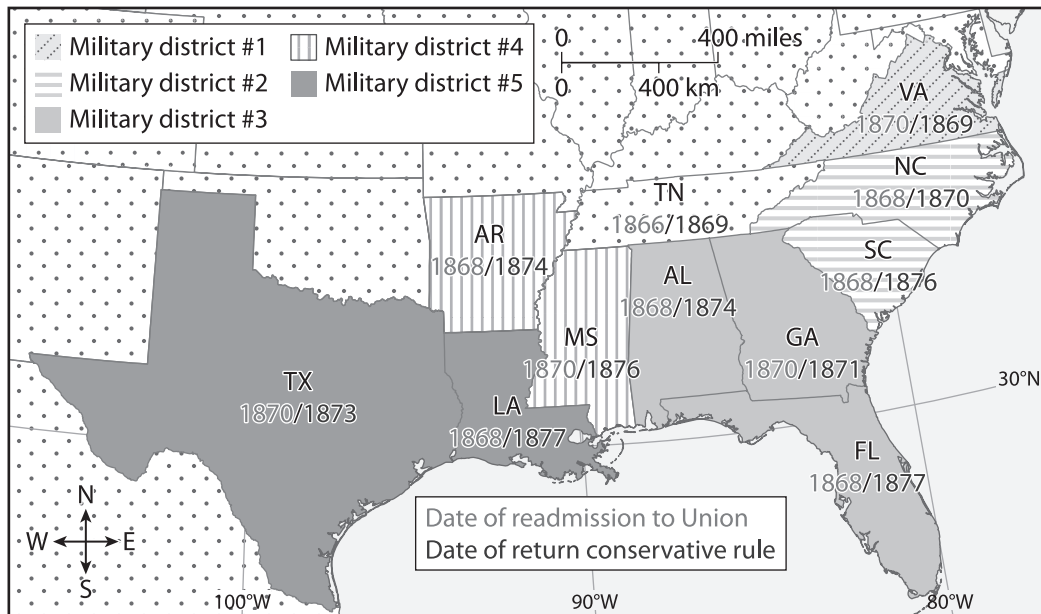 Military district #1
Military district #2
Military district #3
Military district #4
Military district #5
0 400 miles
0 400 km
VA
1870/1869
NC
1868/1870
TN
1866/1869
SC
1868/1876
AR
1868/1874
AL
1868/1874
GA
1870/1871
MS
1870/1876
TX
1870/1873
LA
1868/1877
FL
1868/1877
30°N
N
W E
S
Date of readmission to Union
Date of return conservative rule
100°W
90°W
80°W